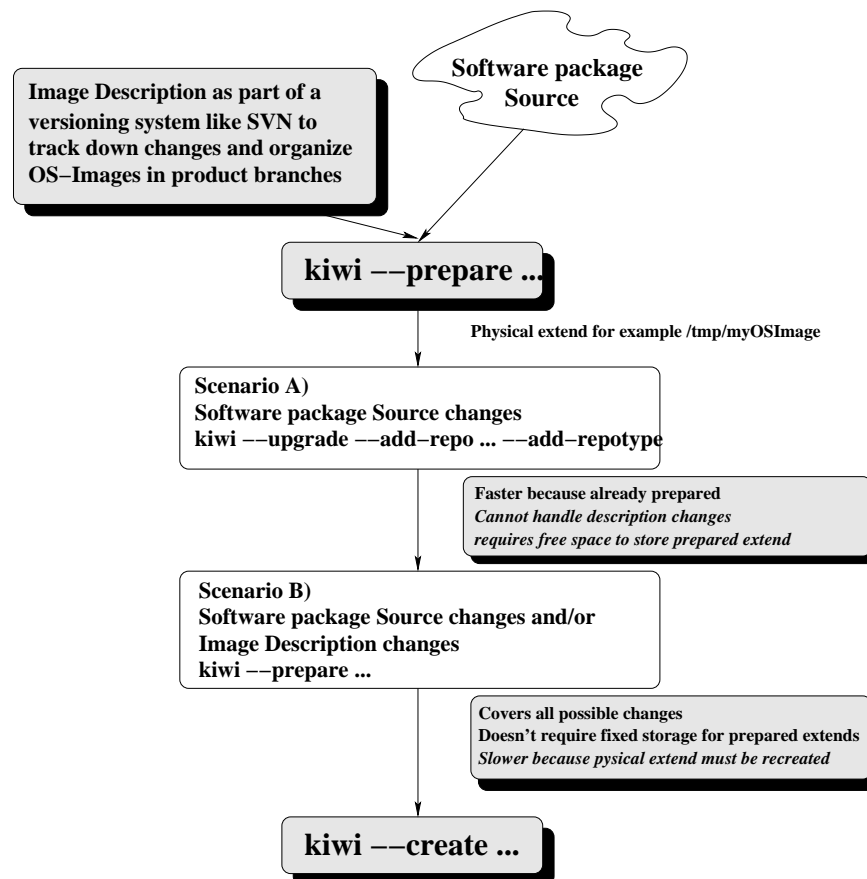 Software package
Source
Image Description as part of a
versioning system like SVN to
track down changes and organize
OS−Images in product branches
kiwi −−prepare ...
Physical extend for example /tmp/myOSImage
Scenario A)
Software package Source changes
kiwi −−upgrade −−add−repo ... −−add−repotype
Faster because already prepared
Cannot handle description changes
requires free space to store prepared extend
Scenario B)
Software package Source changes and/or
Image Description changes
kiwi −−prepare ...
Covers all possible changes
Doesn't require fixed storage for prepared extends
Slower because pysical extend must be recreated
kiwi −−create ...